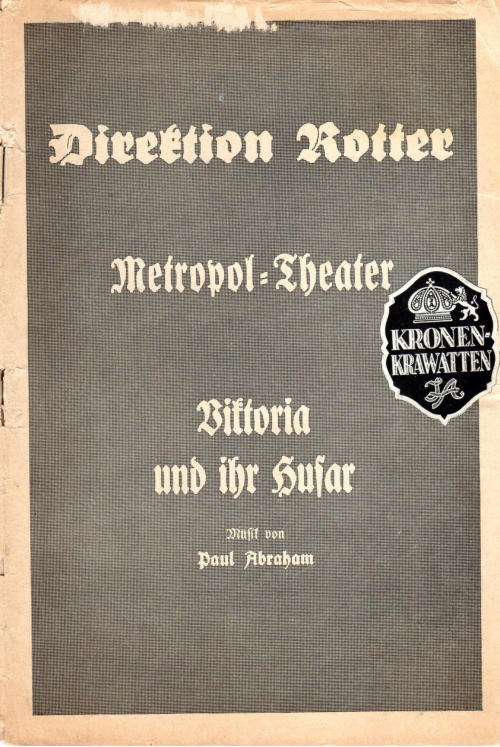 Direktion Rotter
Metropol=Theater
KRONEN-
KRAWATTEN
Viktoria
und ihr Husar
Musik von
Paul Abraham